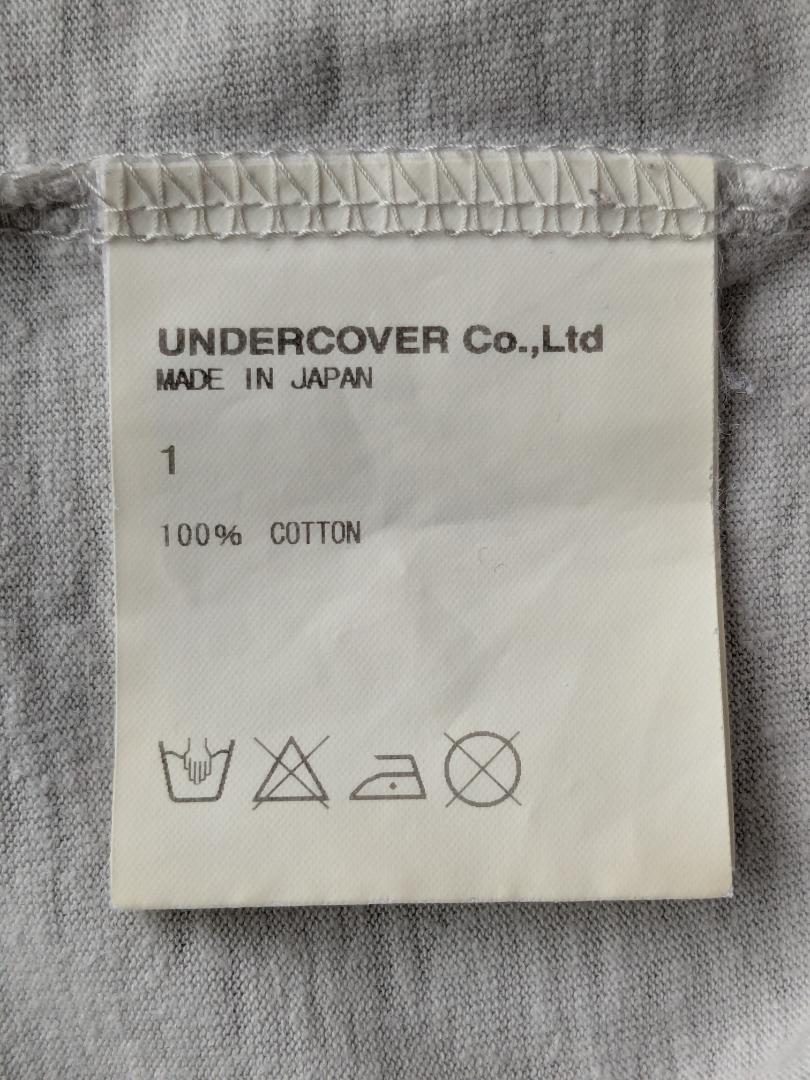 UNDERCOVER Co.,Ltd
MADE IN JAPAN
1
100% COTTON